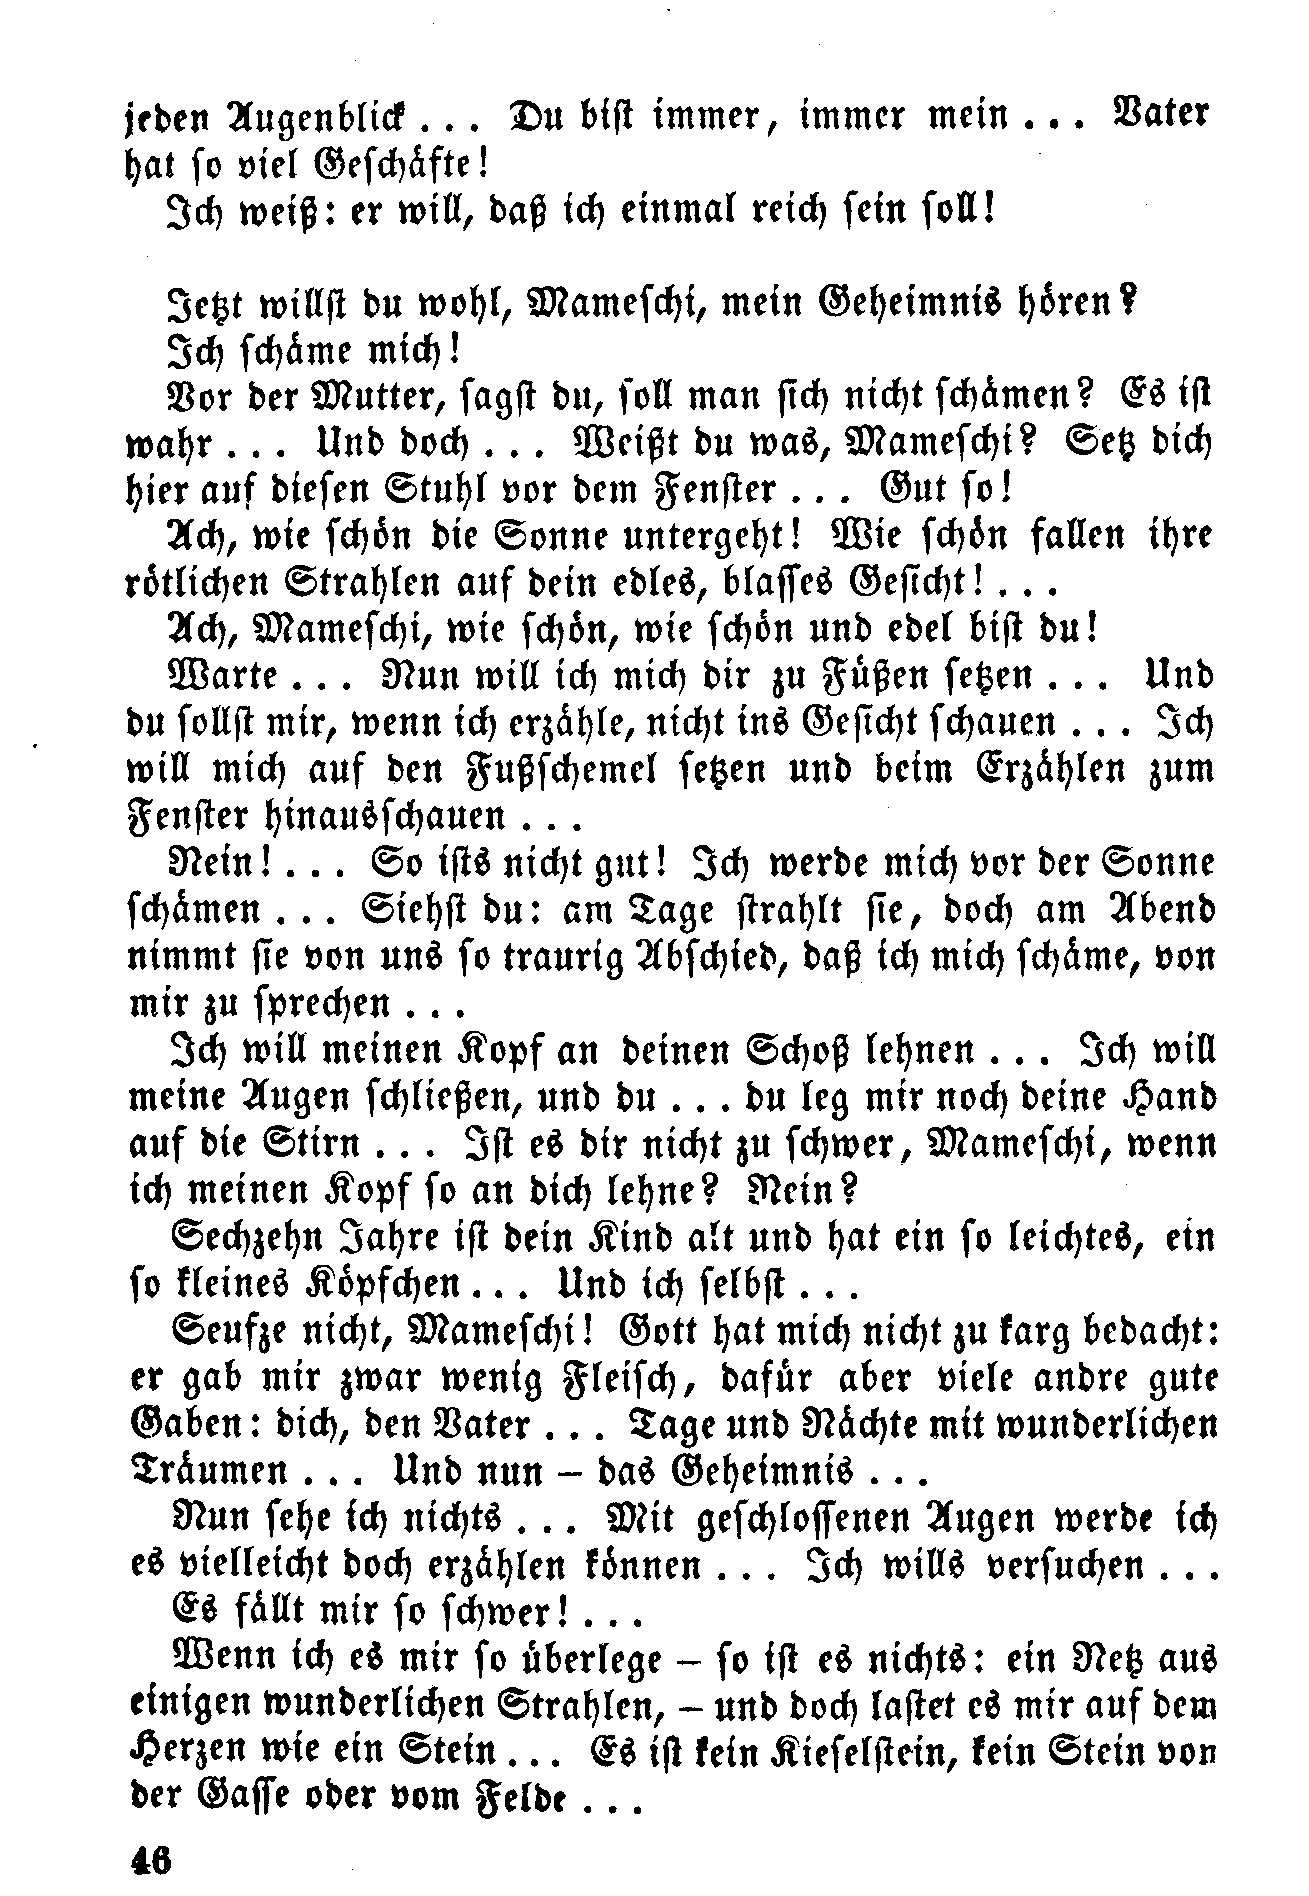 jeden Augenblick . . . Du bist immer, immer mein . . . Vater
hat so viel Geschäfte!
Ich weiß: er will, daß ich einmal reich sein soll!
Jetzt willst du wohl, Mameschi, mein Geheimnis hören?
Ich schäme mich!
Vor der Mutter, sagst du, soll man sich nicht schämen? Es ist
wahr . . . Und doch . . . Weißt du was, Mameschi? Setz dich
hier auf diesen Stuhl vor dem Fenster . . . Gut so!
Ach, wie schön die Sonne untergeht! Wie schön fallen ihre
rötlichen Strahlen auf dein edles, blasses Gesicht! . . .
Ach, Mameschi, wie schön, wie schön und edel bist du!
Warte . . . Nun will ich mich dir zu Füßen setzen . . . Und
du sollst mir, wenn ich erzähle, nicht ins Gesicht schauen . . . Ich
will mich auf den Fußschemel setzen und beim Erzählen zum
Fenster hinausschauen . . .
Nein! . . . So ists nicht gut! Ich werde mich vor der Sonne
schämen . . . Siehst du: am Tage strahlt sie, doch am Abend
nimmt sie von uns so traurig Abschied, daß ich mich schäme, von
mir zu sprechen . . .
Ich will meinen Kopf an deinen Schoß lehnen . . . Ich will
meine Augen schließen, und du . . . du leg mir noch deine Hand
auf die Stirn . . . Ist es dir nicht zu schwer, Mameschi, wenn
ich meinen Kopf so an dich lehne? Nein?
Sechzehn Jahre ist dein Kind alt und hat ein so leichtes, ein
so kleines Köpfchen . . . Und ich selbst . . .
Seufze nicht, Mameschi! Gott hat mich nicht zu karg bedacht:
er gab mir zwar wenig Fleisch, dafür aber viele andre gute
Gaben: dich, den Vater . . . Tage und Nächte mit wunderlichen
Träumen . . . Und nun – das Geheimnis . . .
Nun sehe ich nichts . . . Mit geschlossenen Augen werde ich
es vielleicht doch erzählen können . . . Ich wills versuchen . . .
Es fällt mir so schwer! . . .
Wenn ich es mir so überlege – so ist es nichts: ein Netz aus
einigen wunderlichen Strahlen, – und doch lastet es mir auf dem
Herzen wie ein Stein . . . Es ist kein Kieselstein, kein Stein von
der Gasse oder vom Felde . . .
46